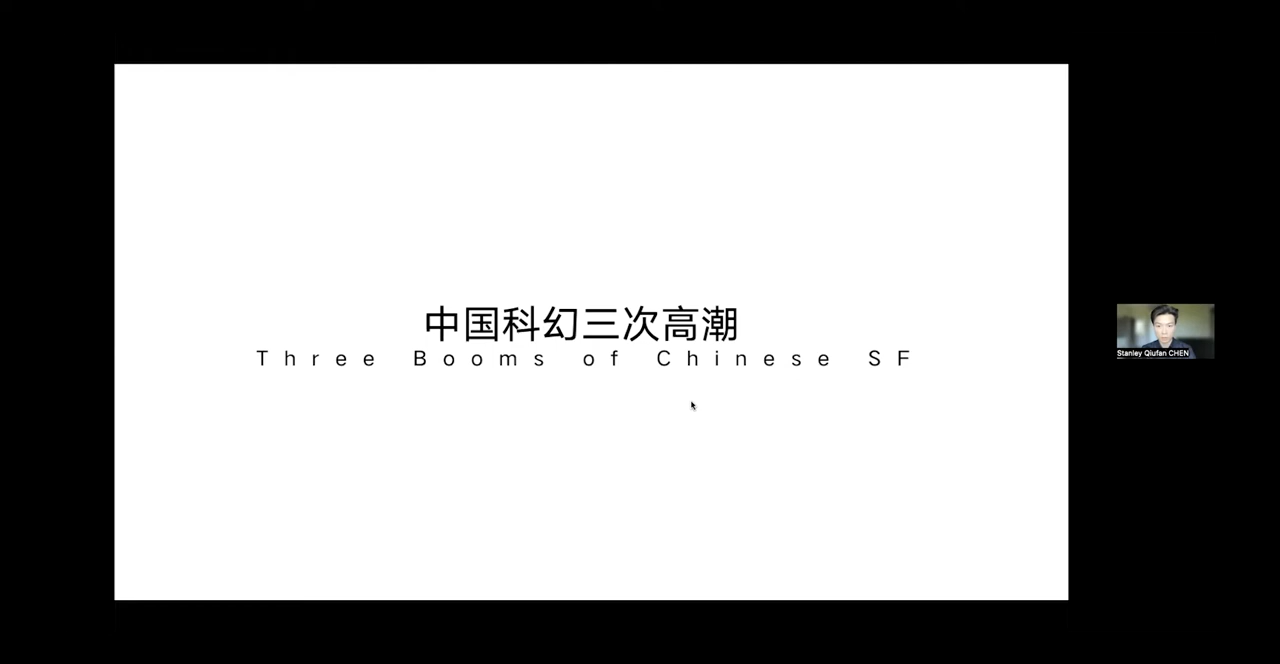 中国科幻三次高潮
Three Booms of Chinese SF
Stanley Qiufan CHEN